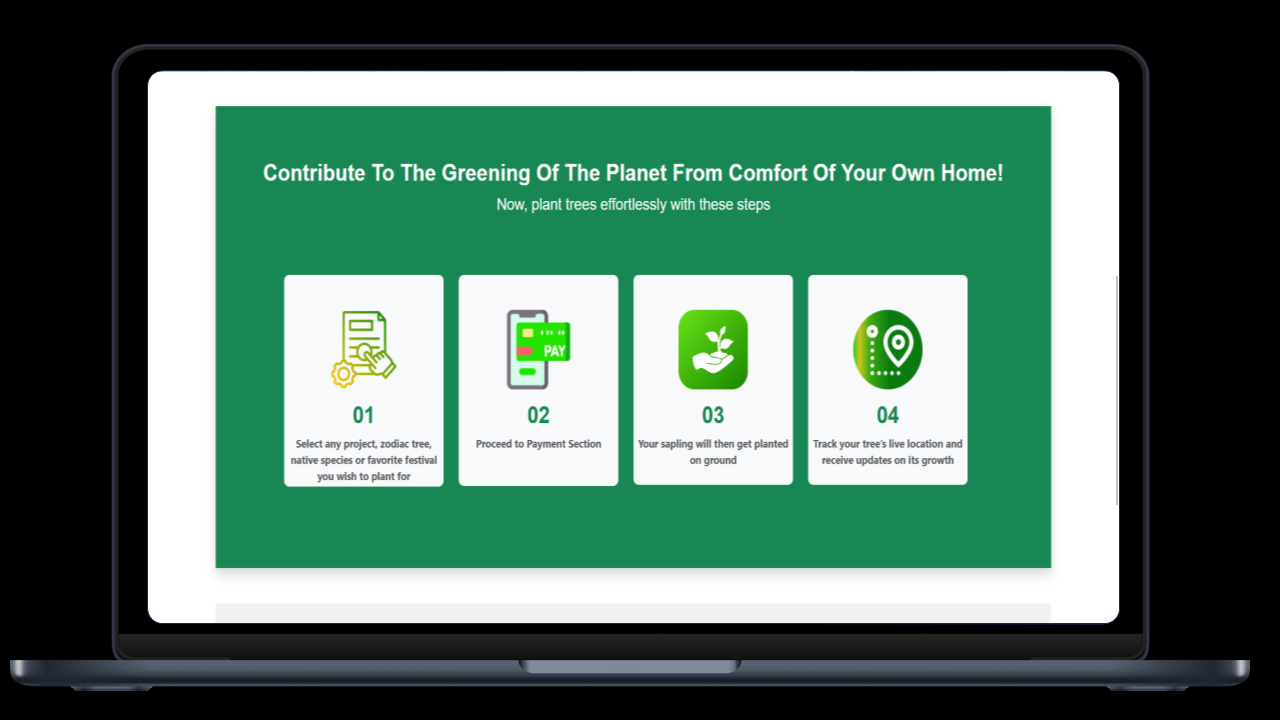 Contribute To The Greening Of The Planet From Comfort Of Your Own Home!
Now, plant trees effortlessly with these steps
PAY
01
Select any project, zodiac tree,
native species or favorite festival
you wish to plant for
02
Proceed to Payment Section
03
Your sapling will then get planted
on ground
04
Track your tree's live location and
receive updates on its growth